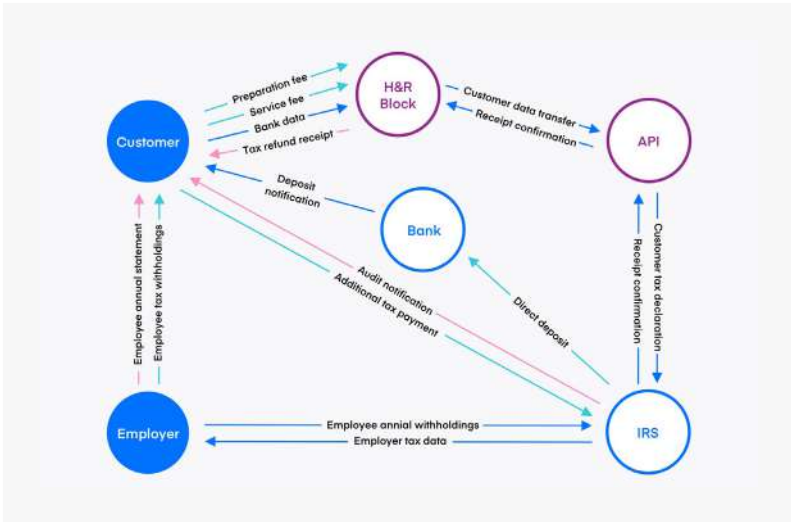 H&R
Block
Preparation fee
Service fee
Bank data
Tax refund receipt
Customer data transfer
Receipt confirmation
Customer
API
Deposit
notification
Bank
Employee annual statement
Employee tax withholdings
Audit notification
Additional tax payment
Direct deposit
Receipt confirmation
Customer tax declaration
Employer
Employee annial withholdings
Employer tax data
IRS